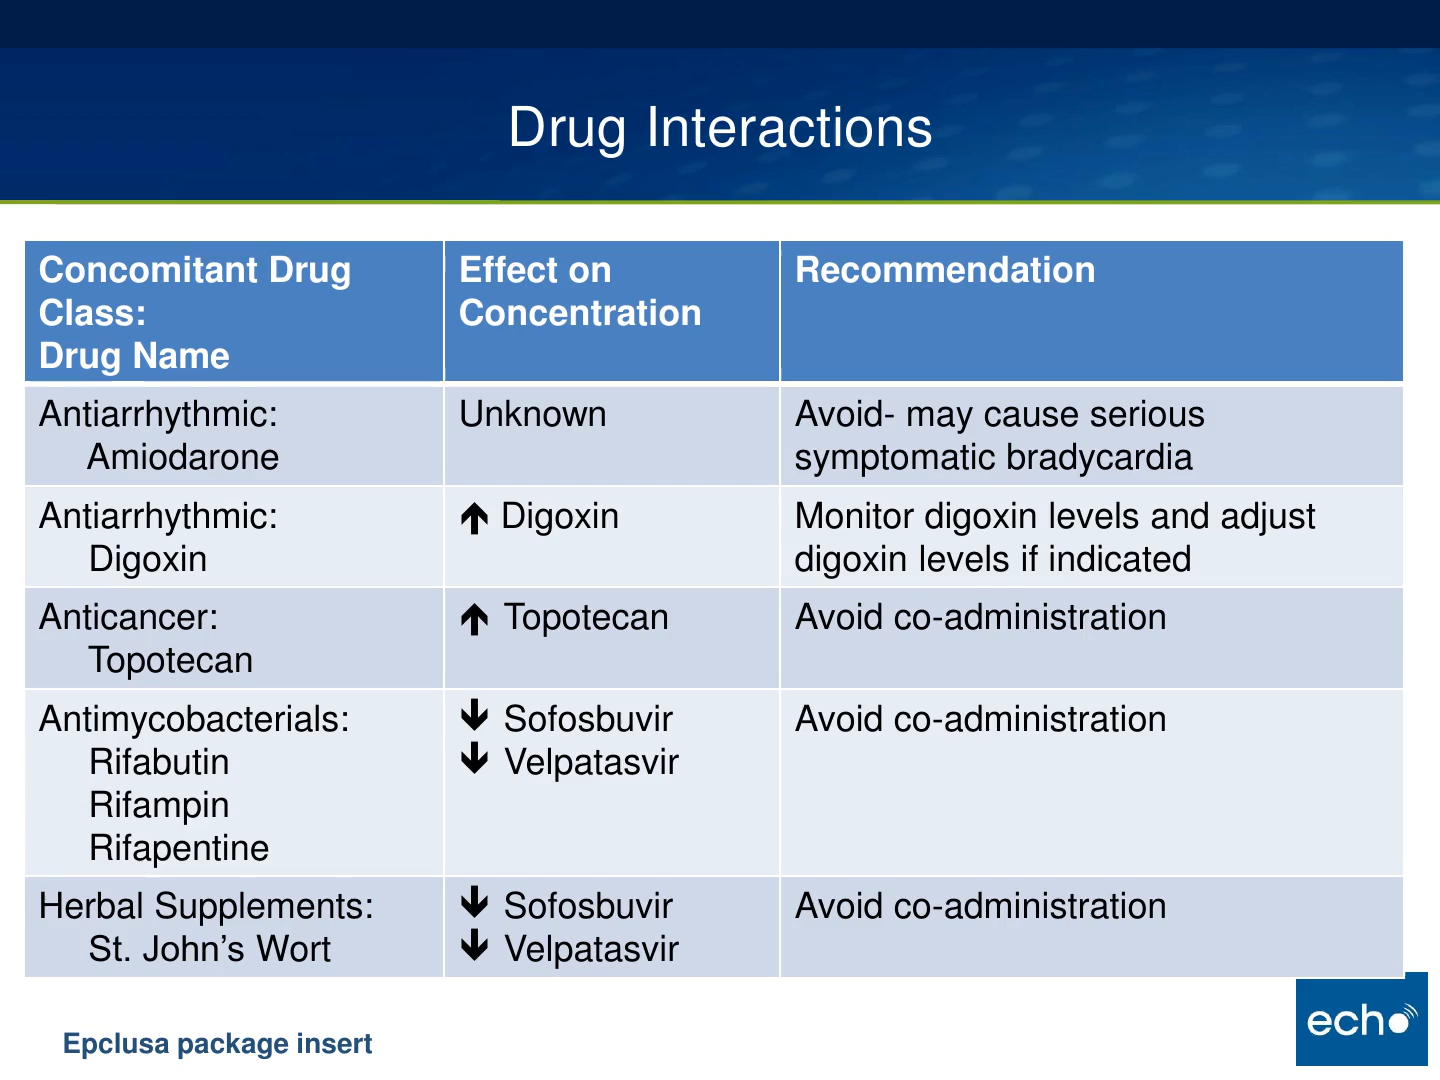 Drug Interactions
Concomitant Drug
Class:
Drug Name
Effect on
Concentration
Recommendation
Antiarrhythmic:
Amiodarone
Unknown
Avoid- may cause serious
symptomatic bradycardia
Antiarrhythmic:
Digoxin
🡹 Digoxin
Monitor digoxin levels and adjust
digoxin levels if indicated
Anticancer:
Topotecan
🡹 Topotecan
Avoid co-administration
Antimycobacterials:
Rifabutin
Rifampin
Rifapentine
🡻 Sofosbuvir
🡻 Velpatasvir
Avoid co-administration
Herbal Supplements:
St. John’s Wort
🡻 Sofosbuvir
🡻 Velpatasvir
Avoid co-administration
Epclusa package insert
echo